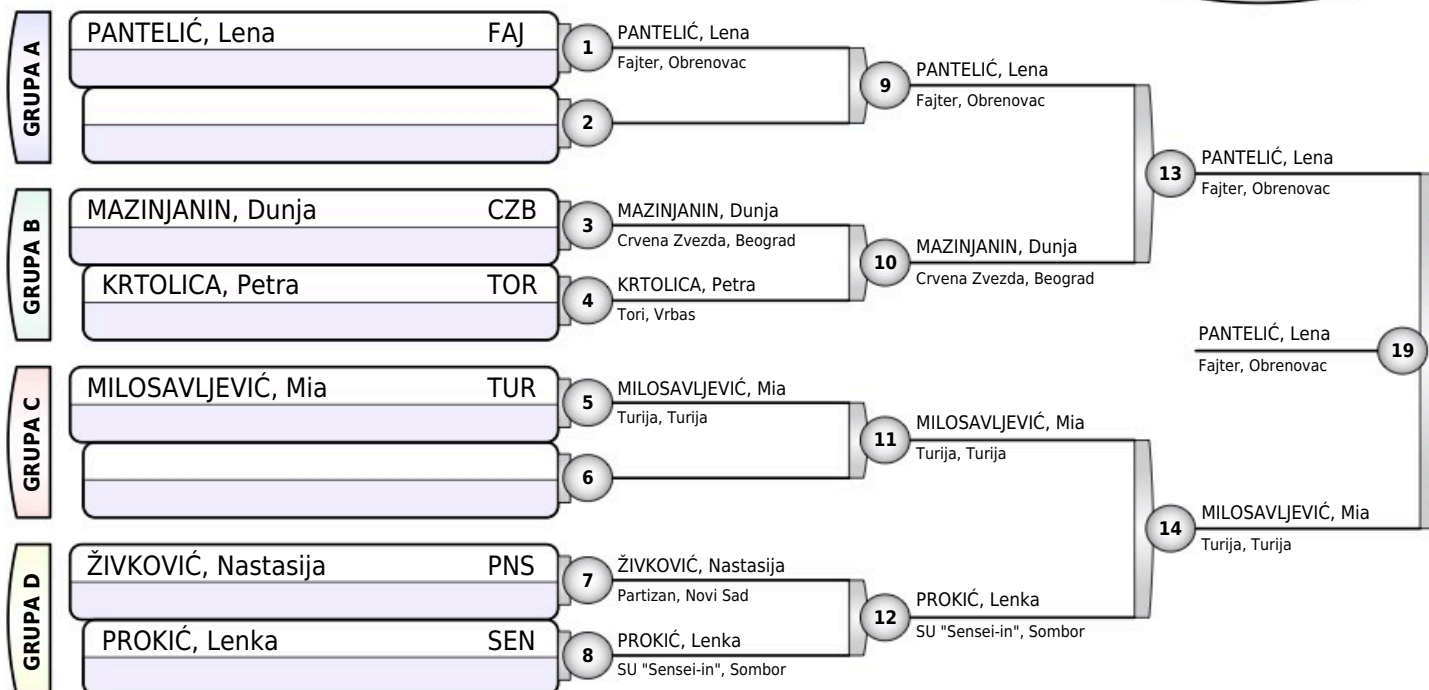 GRUPA A
PANTELIĆ, Lena FAJ
1
PANTELIĆ, Lena
Fajter, Obrenovac
2
9
PANTELIĆ, Lena
Fajter, Obrenovac
GRUPA B
MAZINJANIN, Dunja CZB
3
MAZINJANIN, Dunja
Crvena Zvezda, Beograd
KRTOLICA, Petra TOR
4
KRTOLICA, Petra
Tori, Vrbas
10
MAZINJANIN, Dunja
Crvena Zvezda, Beograd
13
PANTELIĆ, Lena
Fajter, Obrenovac
GRUPA C
MILOSAVLJEVIĆ, Mia TUR
5
MILOSAVLJEVIĆ, Mia
Turija, Turija
6
11
MILOSAVLJEVIĆ, Mia
Turija, Turija
GRUPA D
ŽIVKOVIĆ, Nastasija PNS
7
ŽIVKOVIĆ, Nastasija
Partizan, Novi Sad
PROKIĆ, Lenka SEN
8
PROKIĆ, Lenka
SU "Sensei-in", Sombor
12
PROKIĆ, Lenka
SU "Sensei-in", Sombor
14
MILOSAVLJEVIĆ, Mia
Turija, Turija
PANTELIĆ, Lena
Fajter, Obrenovac
19